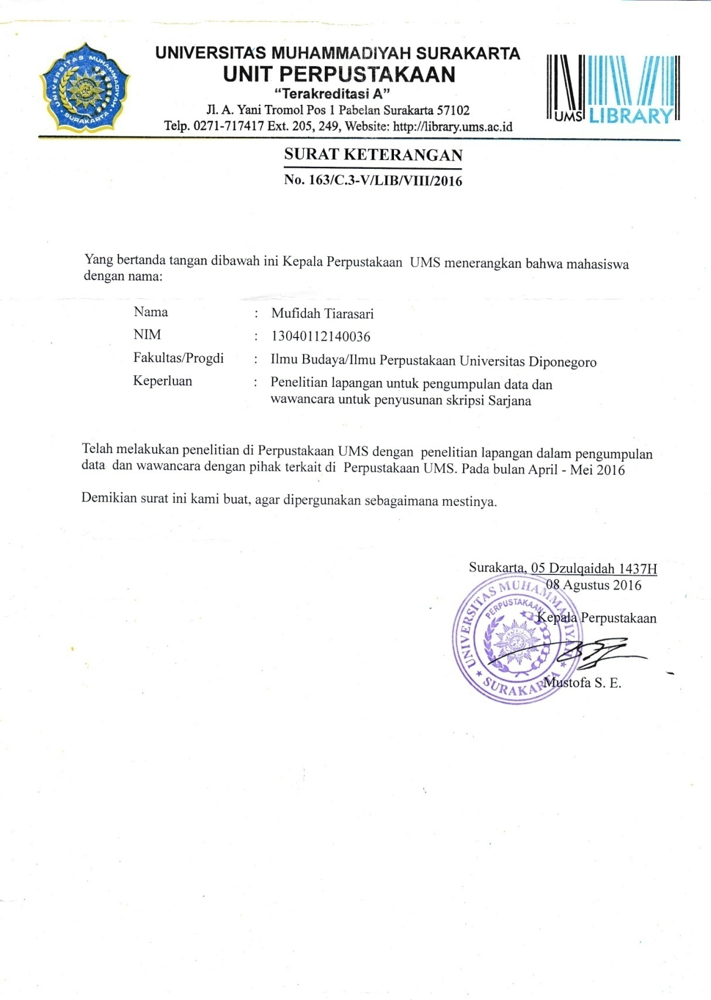 UNIVERSITAS MUHAMMADIYAH SURAKARTA
UNIT PERPUSTAKAAN
“Terakreditasi A”
Jl. A. Yani Tromol Pos 1 Pabelan Surakarta 57102
Telp. 0271-717417 Ext. 205, 249, Website: http://library.ums.ac.id
UNIVERSITAS MUHAMMADIYAH
SURAKARTA
UMS LIBRARY
SURAT KETERANGAN
No. 163/C.3-V/LIB/VIII/2016
Yang bertanda tangan dibawah ini Kepala Perpustakaan UMS menerangkan bahwa mahasiswa
dengan nama:
Nama : Mufidah Tiarasari
NIM : 13040112140036
Fakultas/Progdi : Ilmu Budaya/Ilmu Perpustakaan Universitas Diponegoro
Keperluan : Penelitian lapangan untuk pengumpulan data dan
wawancara untuk penyusunan skripsi Sarjana
Telah melakukan penelitian di Perpustakaan UMS dengan penelitian lapangan dalam pengumpulan
data dan wawancara dengan pihak terkait di Perpustakaan UMS. Pada bulan April - Mei 2016
Demikian surat ini kami buat, agar dipergunakan sebagaimana mestinya.
Surakarta, 05 Dzulqaidah 1437H
08 Agustus 2016
Kepala Perpustakaan
UNIVERSITAS MUHAMMADIYAH
PERPUSTAKAAN
SURAKARTA
Mustofa S. E.